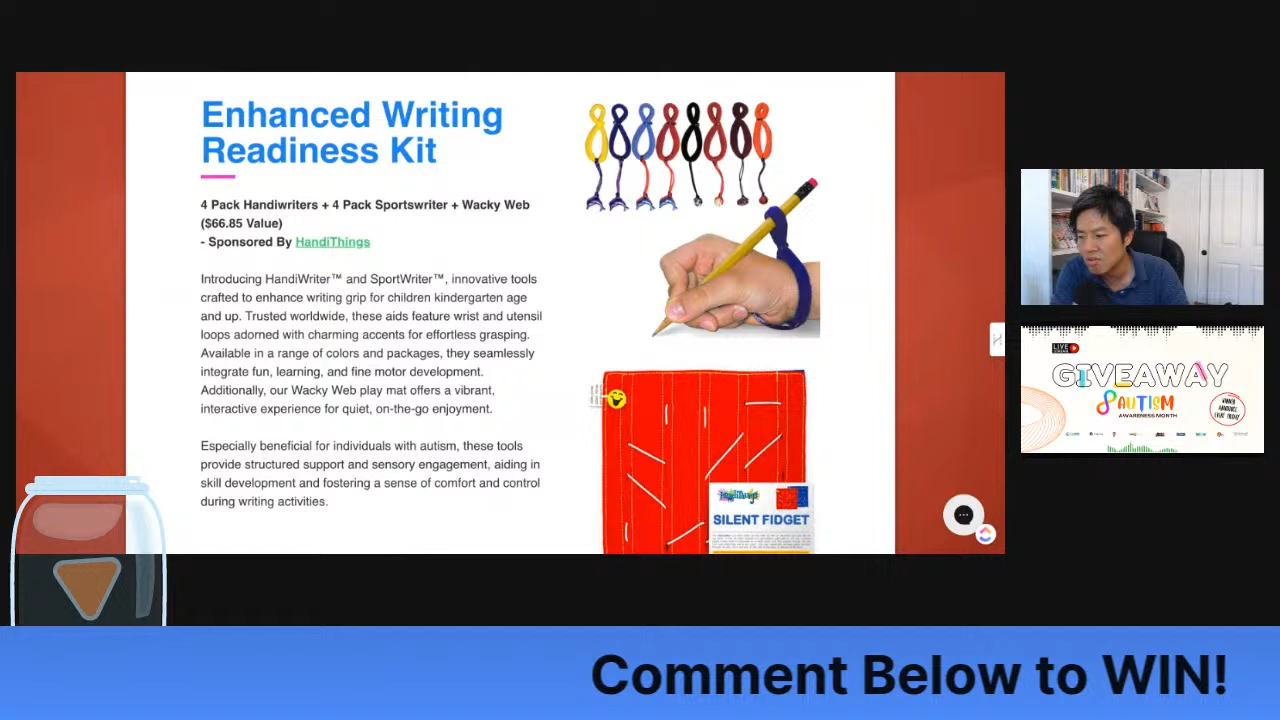 Enhanced Writing
Readiness Kit
4 Pack Handiwriters + 4 Pack Sportswriter + Wacky Web
($66.85 Value)
- Sponsored By HandiThings
Introducing HandiWriter™ and SportWriter™, innovative tools
crafted to enhance writing grip for children kindergarten age
and up. Trusted worldwide, these aids feature wrist and utensil
loops adorned with charming accents for effortless grasping.
Available in a range of colors and packages, they seamlessly
integrate fun, learning, and fine motor development.
Additionally, our Wacky Web play mat offers a vibrant,
interactive experience for quiet, on-the-go enjoyment.
Especially beneficial for individuals with autism, these tools
provide structured support and sensory engagement, aiding in
skill development and fostering a sense of comfort and control
during writing activities.
HandiThings
SILENT FIDGET
LIVE
GIVEAWAY
AUTISM
AWARENESS MONTH
WINNER
ANNOUNCE
EVERY FRIDAY
Comment Below to WIN!